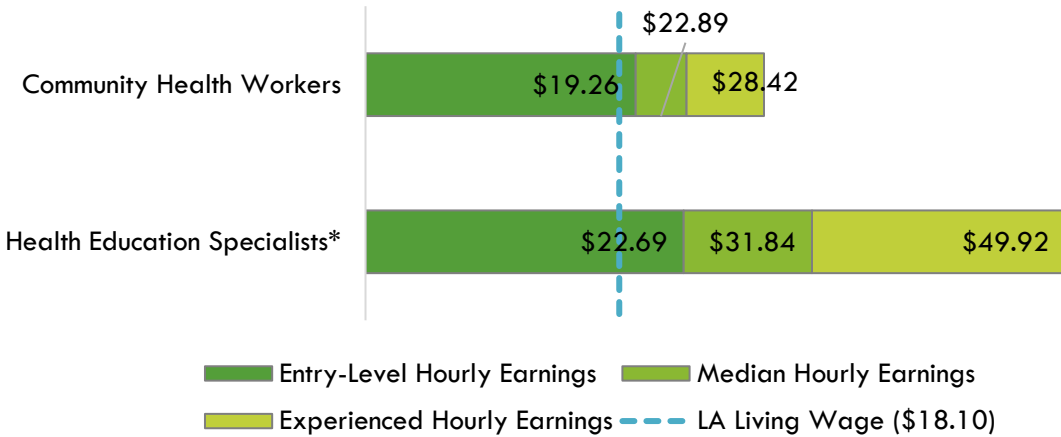 $22.89
Community Health Workers $19.26 $28.42
Health Education Specialists* $22.69 $31.84 $49.92
Entry-Level Hourly Earnings Median Hourly Earnings
Experienced Hourly Earnings LA Living Wage ($18.10)